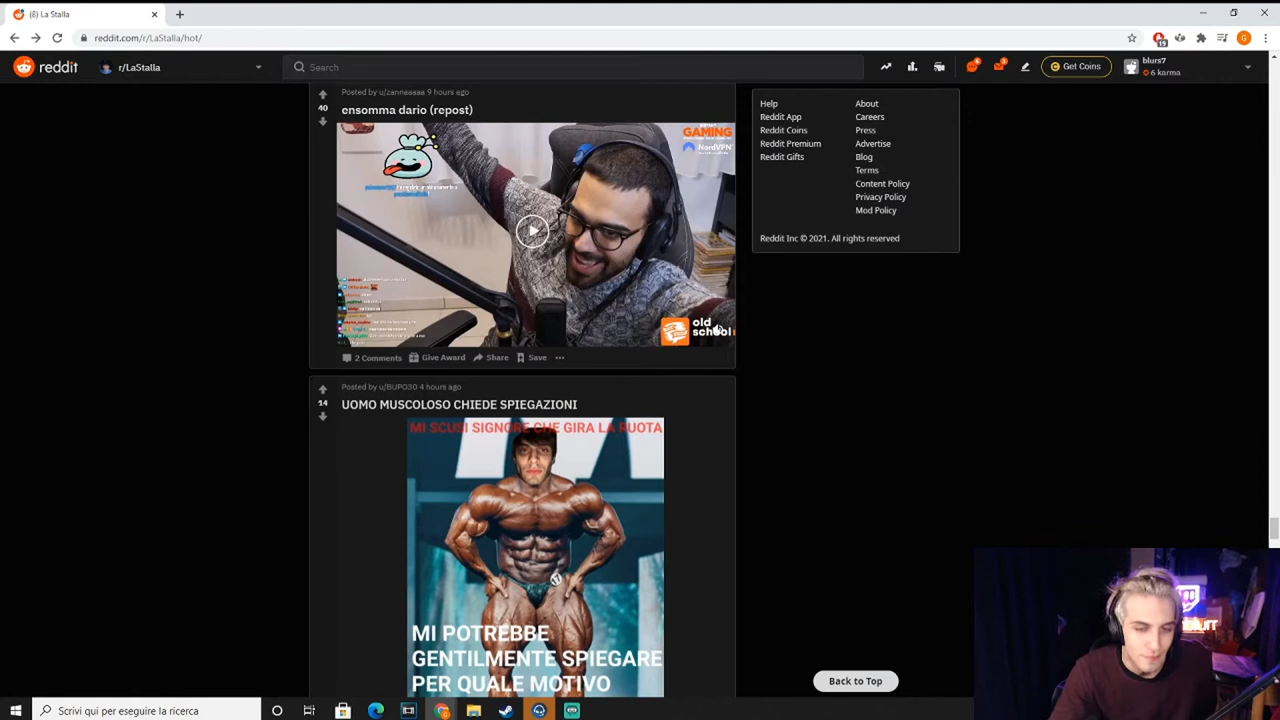 (8) La Stalla
reddit.com/r/LaStalla/hot/
19
G
reddit
r/LaStalla
Search
Get Coins
blurs7
6 karma
Posted by u/zannaaaaa 9 hours ago
40
ensomma dario (repost)
GAMING
NordVPN
old
school
2 Comments
Give Award
Share
Save
Help
About
Reddit App
Careers
Reddit Coins
Press
Reddit Premium
Advertise
Reddit Gifts
Blog
Terms
Content Policy
Privacy Policy
Mod Policy
Reddit Inc © 2021. All rights reserved
Posted by u/BUPO30 4 hours ago
14
UOMO MUSCOLOSO CHIEDE SPIEGAZIONI
MI SCUSI SIGNORE CHE GIRA LA RUOTA
MI POTREBBE
GENTILMENTE SPIEGARE
PER QUALE MOTIVO
Back to Top
Scrivi qui per eseguire la ricerca